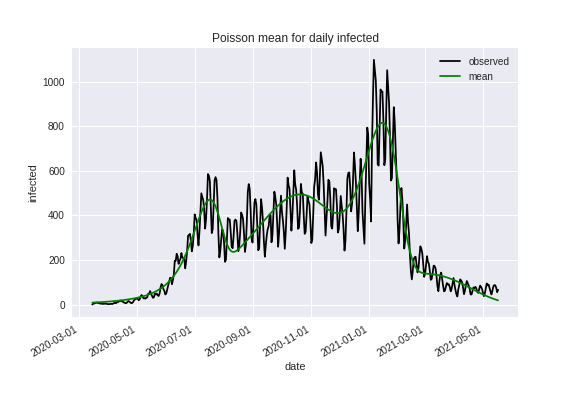 Poisson mean for daily infected
observed
mean
1000
800
600
400
200
0
infected
2020-03-01
2020-05-01
2020-07-01
2020-09-01
2020-11-01
2021-01-01
2021-03-01
2021-05-01
date